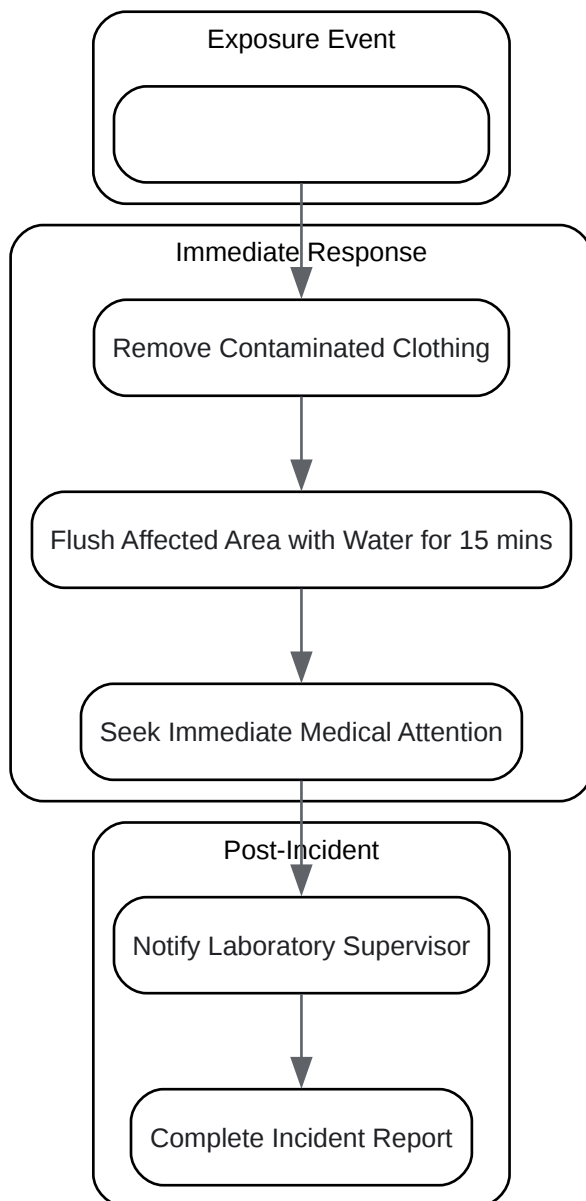 Exposure Event
Immediate Response
Remove Contaminated Clothing
Flush Affected Area with Water for 15 mins
Seek Immediate Medical Attention
Post-Incident
Notify Laboratory Supervisor
Complete Incident Report